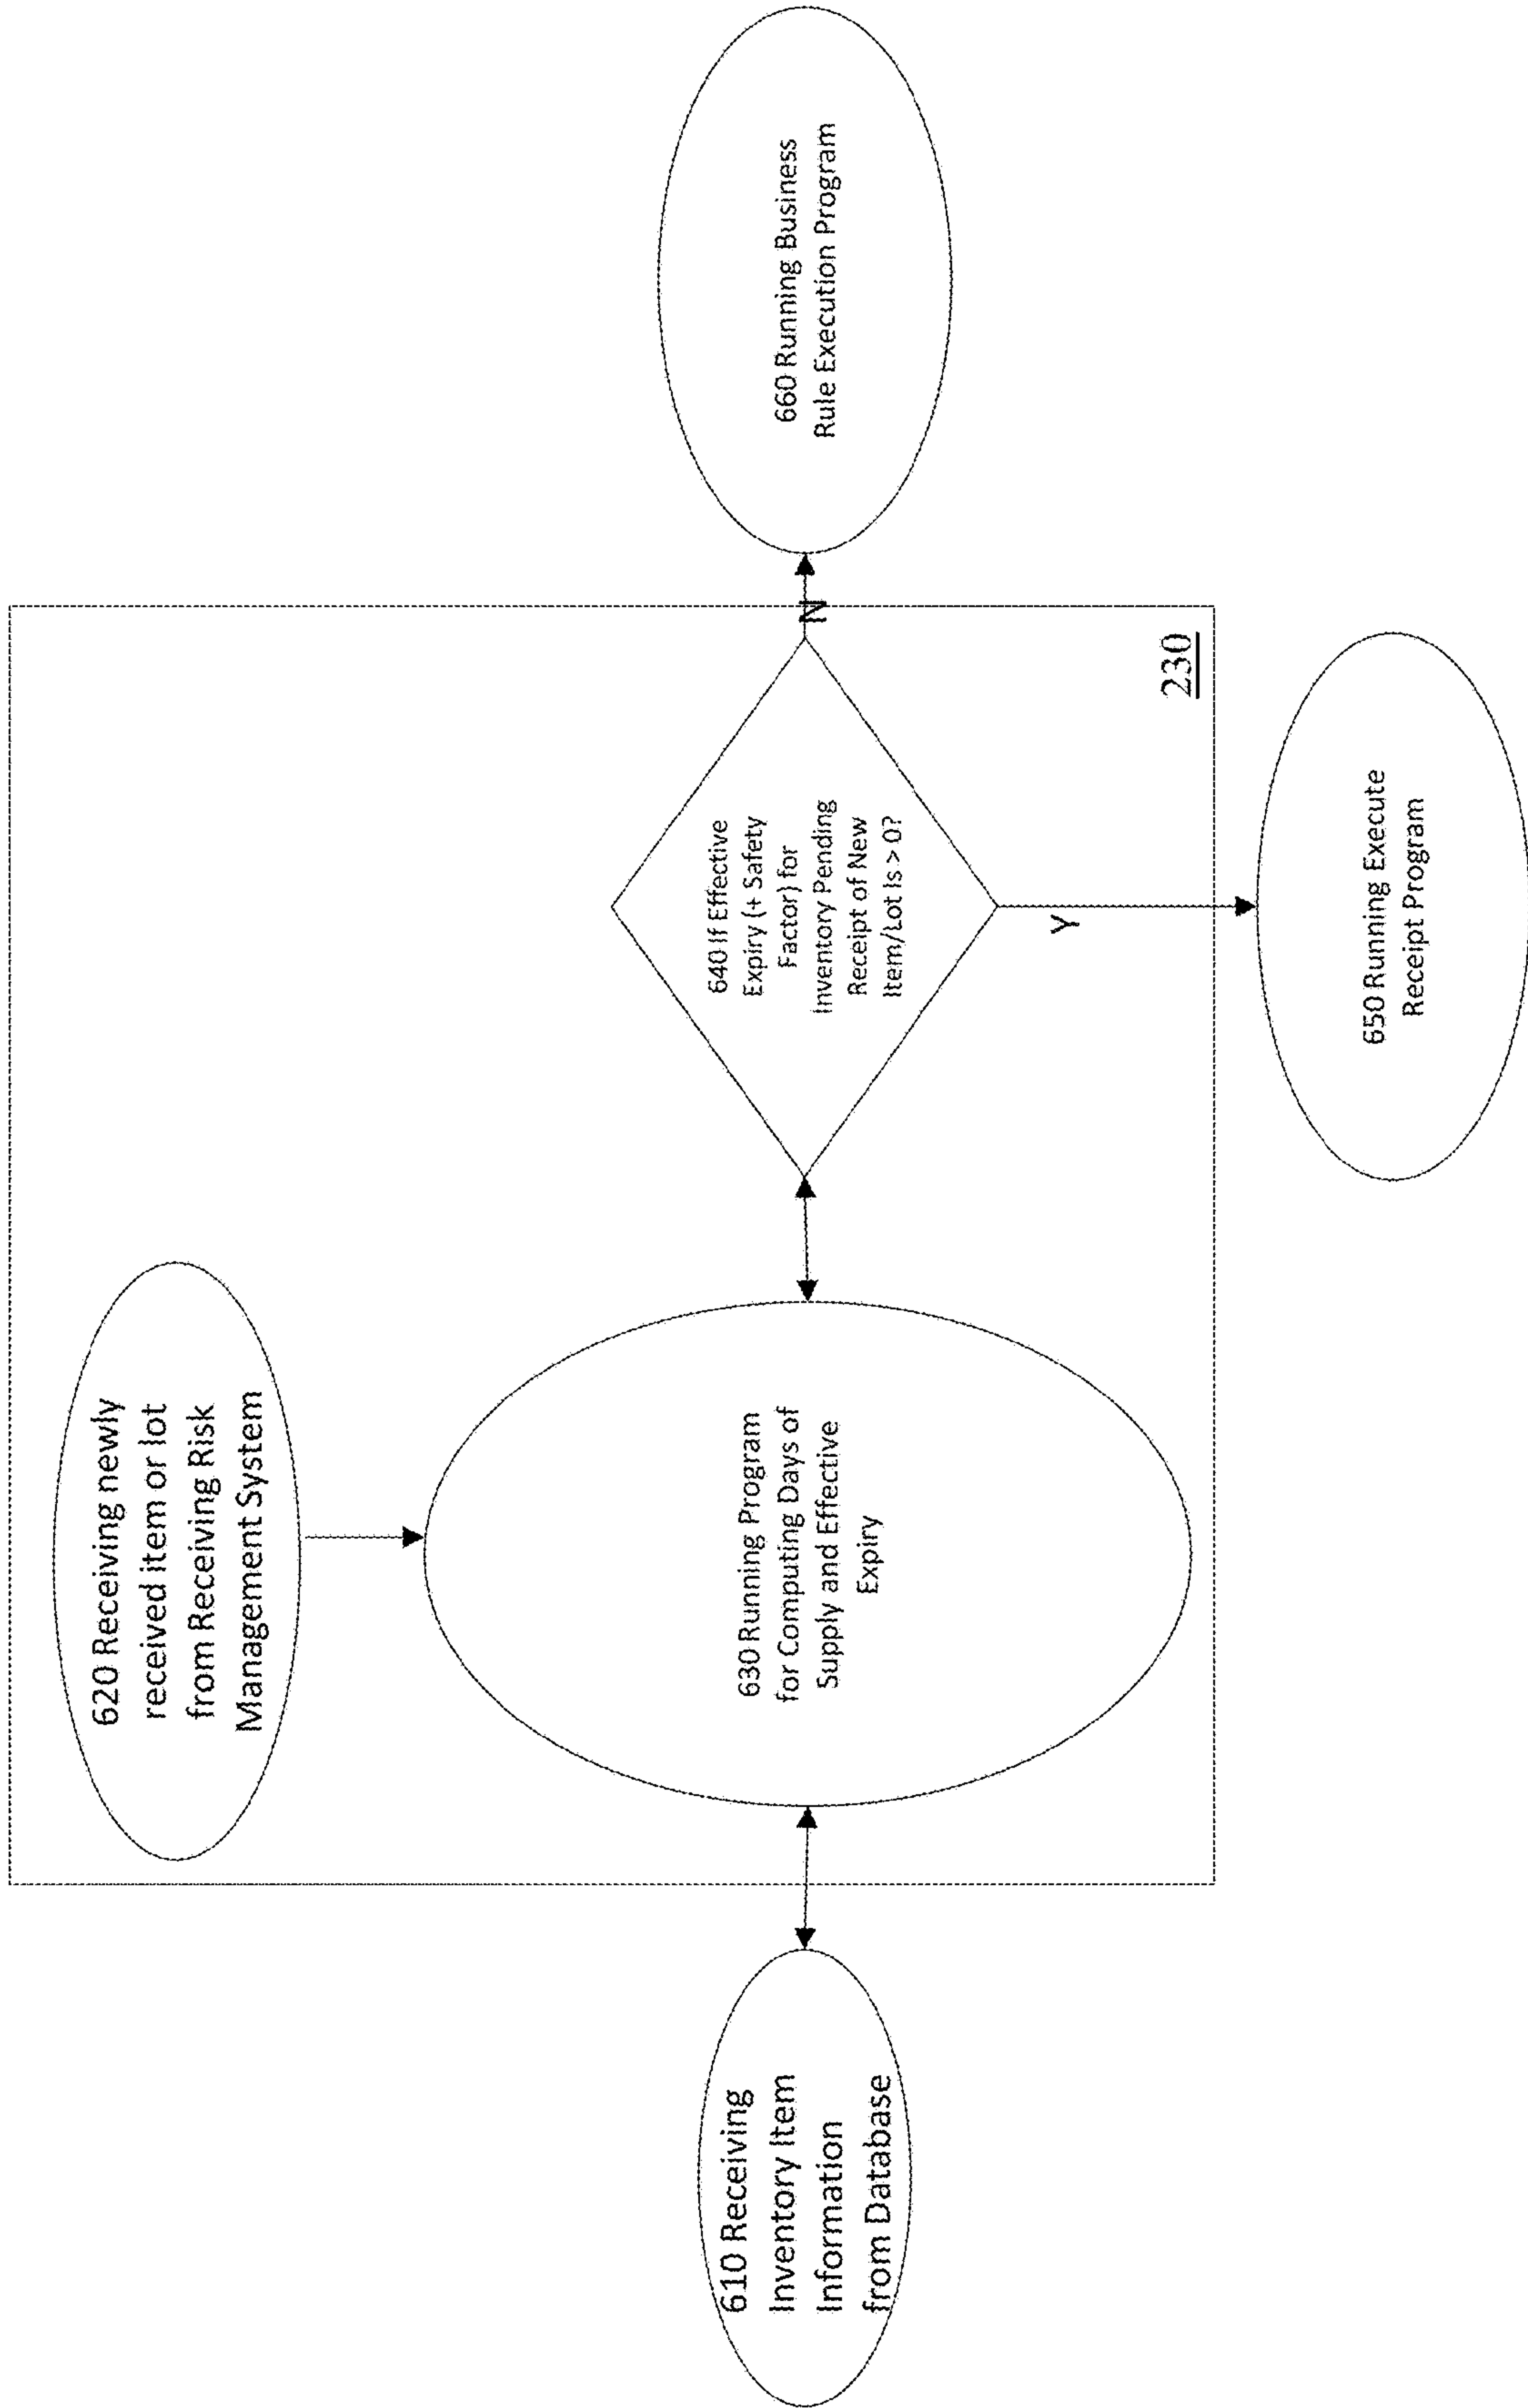 620 Receiving newly
received item or lot
from Receiving Risk
Management System
610 Receiving
Inventory Item
Information
from Database
630 Running Program
for Computing Days of
Supply and Effective
Expiry
640 If Effective
Expiry (+ Safety
Factor) for
Inventory Pending
Receipt of New
Item/Lot Is > 0?
N
660 Running Business
Rule Execution Program
Y
230
650 Running Execute
Receipt Program